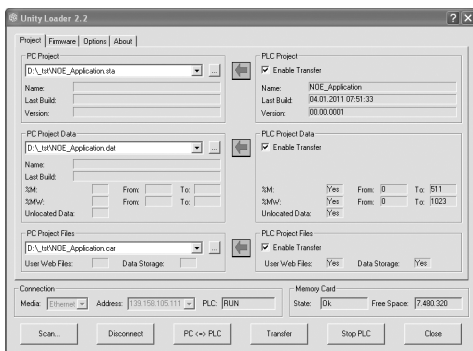 Unity Loader 2.2
Project Firmware Options About
PC Project
D:\_tst\NOE_Application.sta
...
Name:
Last Build:
Version:
PLC Project
Enable Transfer
Name: NOE_Application
Last Build: 04.01.2011 07:51:33
Version: 00.00.0001
PC Project Data
D:\_tst\NOE_Application.dat
...
Name:
Last Build:
%M: From: To:
%MW: From: To:
Unlocated Data:
PLC Project Data
Enable Transfer
%M: Yes From: 0 To: 511
%MW: Yes From: 0 To: 1023
Unlocated Data: Yes
PC Project Files
D:\_tst\NOE_Application.car
...
User Web Files: Data Storage:
PLC Project Files
Enable Transfer
User Web Files: Yes Data Storage: Yes
Connection
Media: Ethernet Address: 139.158.105.111 PLC: RUN
Memory Card
State: Ok Free Space: 7.480.320
Scan... Disconnect PC <=> PLC Transfer Stop PLC Close